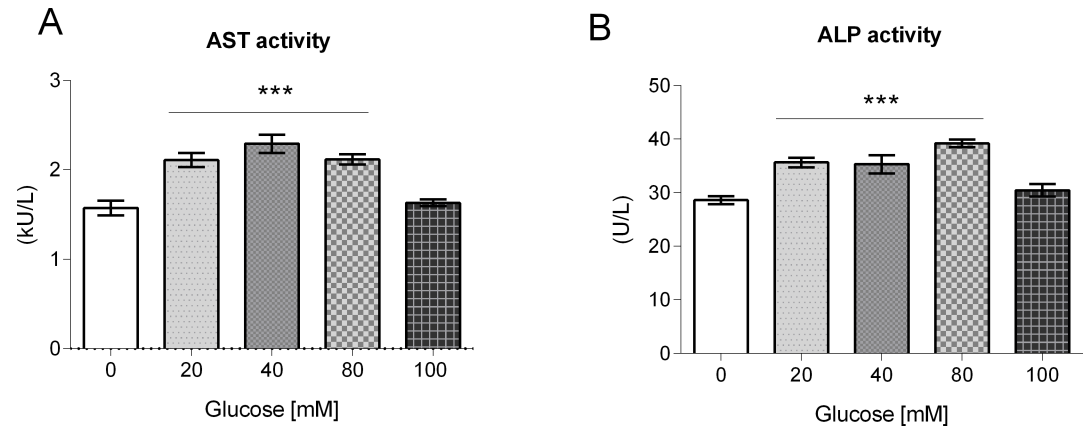 A
AST activity
3
2
1
0
(kU/L)
***
0 20 40 80 100
Glucose [mM]
B
ALP activity
50
40
30
20
10
0
(U/L)
***
0 20 40 80 100
Glucose [mM]